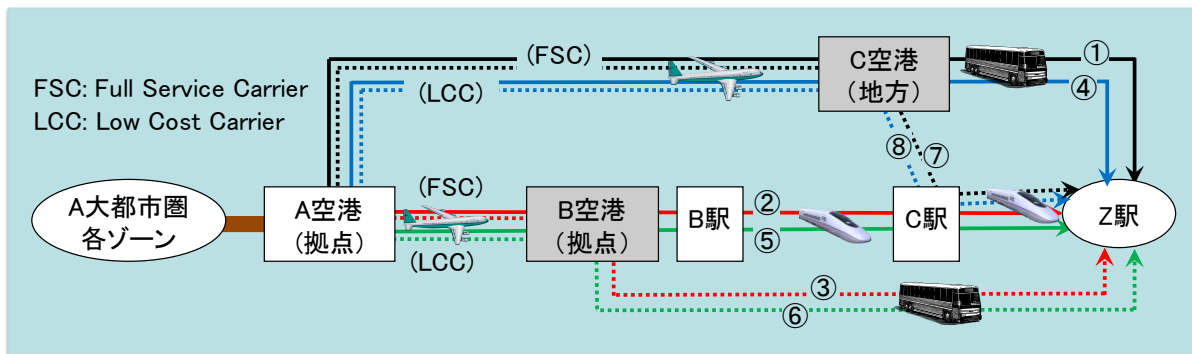 (FSC)
C空港
(地方)
①
④
FSC: Full Service Carrier
LCC: Low Cost Carrier
(LCC)
⑧
⑦
A大都市圏
各ゾーン
A空港
(拠点)
(FSC)
(LCC)
B空港
(拠点)
B駅
②
⑤
C駅
Z駅
③
⑥